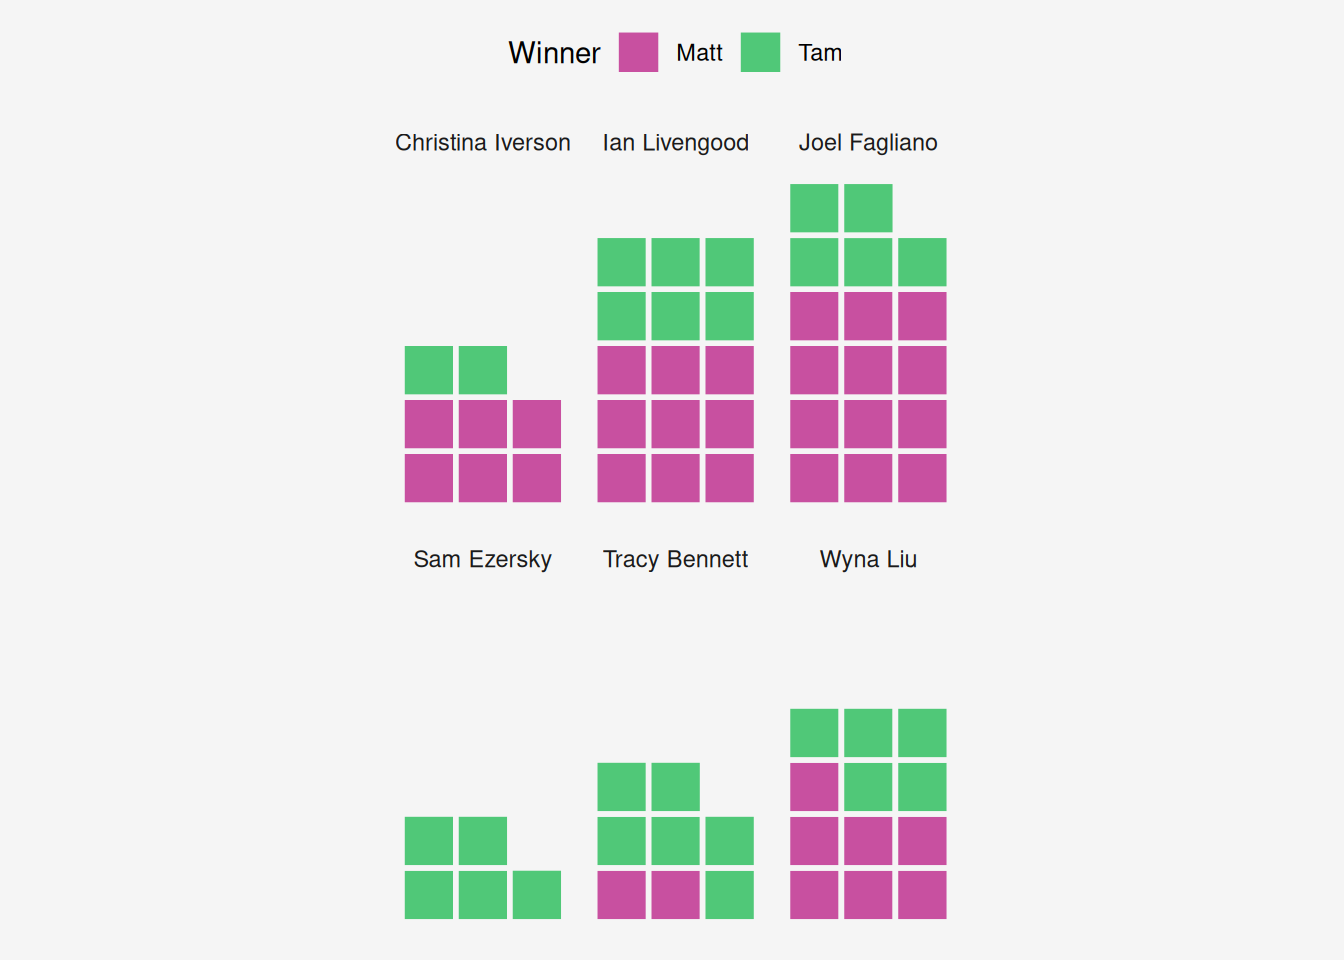 Winner Matt Tam
Christina Iverson Ian Livengood Joel Fagliano
Sam Ezersky Tracy Bennett Wyna Liu